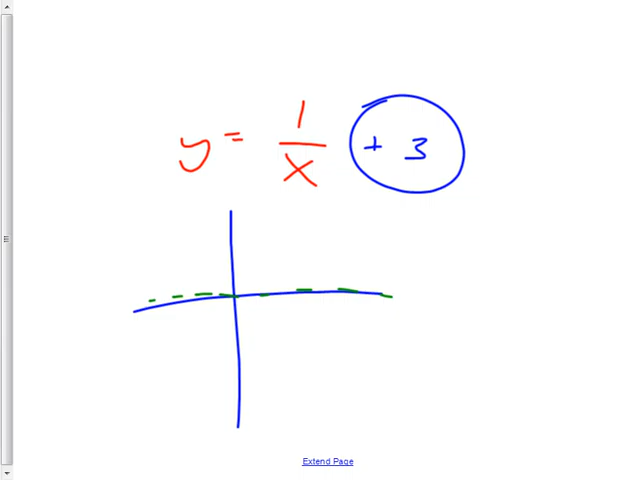 y = 1/x + 3
Extend Page